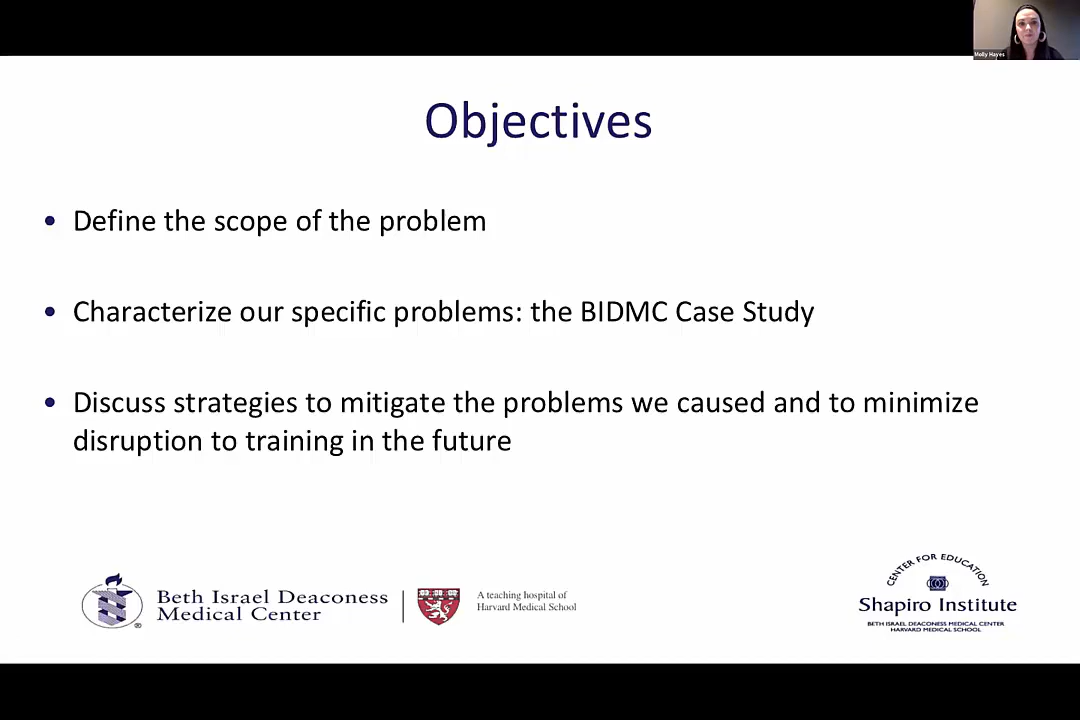 Molly Hayes
Objectives
• Define the scope of the problem
• Characterize our specific problems: the BIDMC Case Study
• Discuss strategies to mitigate the problems we caused and to minimize
disruption to training in the future
Beth Israel Deaconess
Medical Center
®
A teaching hospital of
Harvard Medical School
CENTER FOR EDUCATION
Shapiro Institute
BETH ISRAEL DEACONESS MEDICAL CENTER
HARVARD MEDICAL SCHOOL